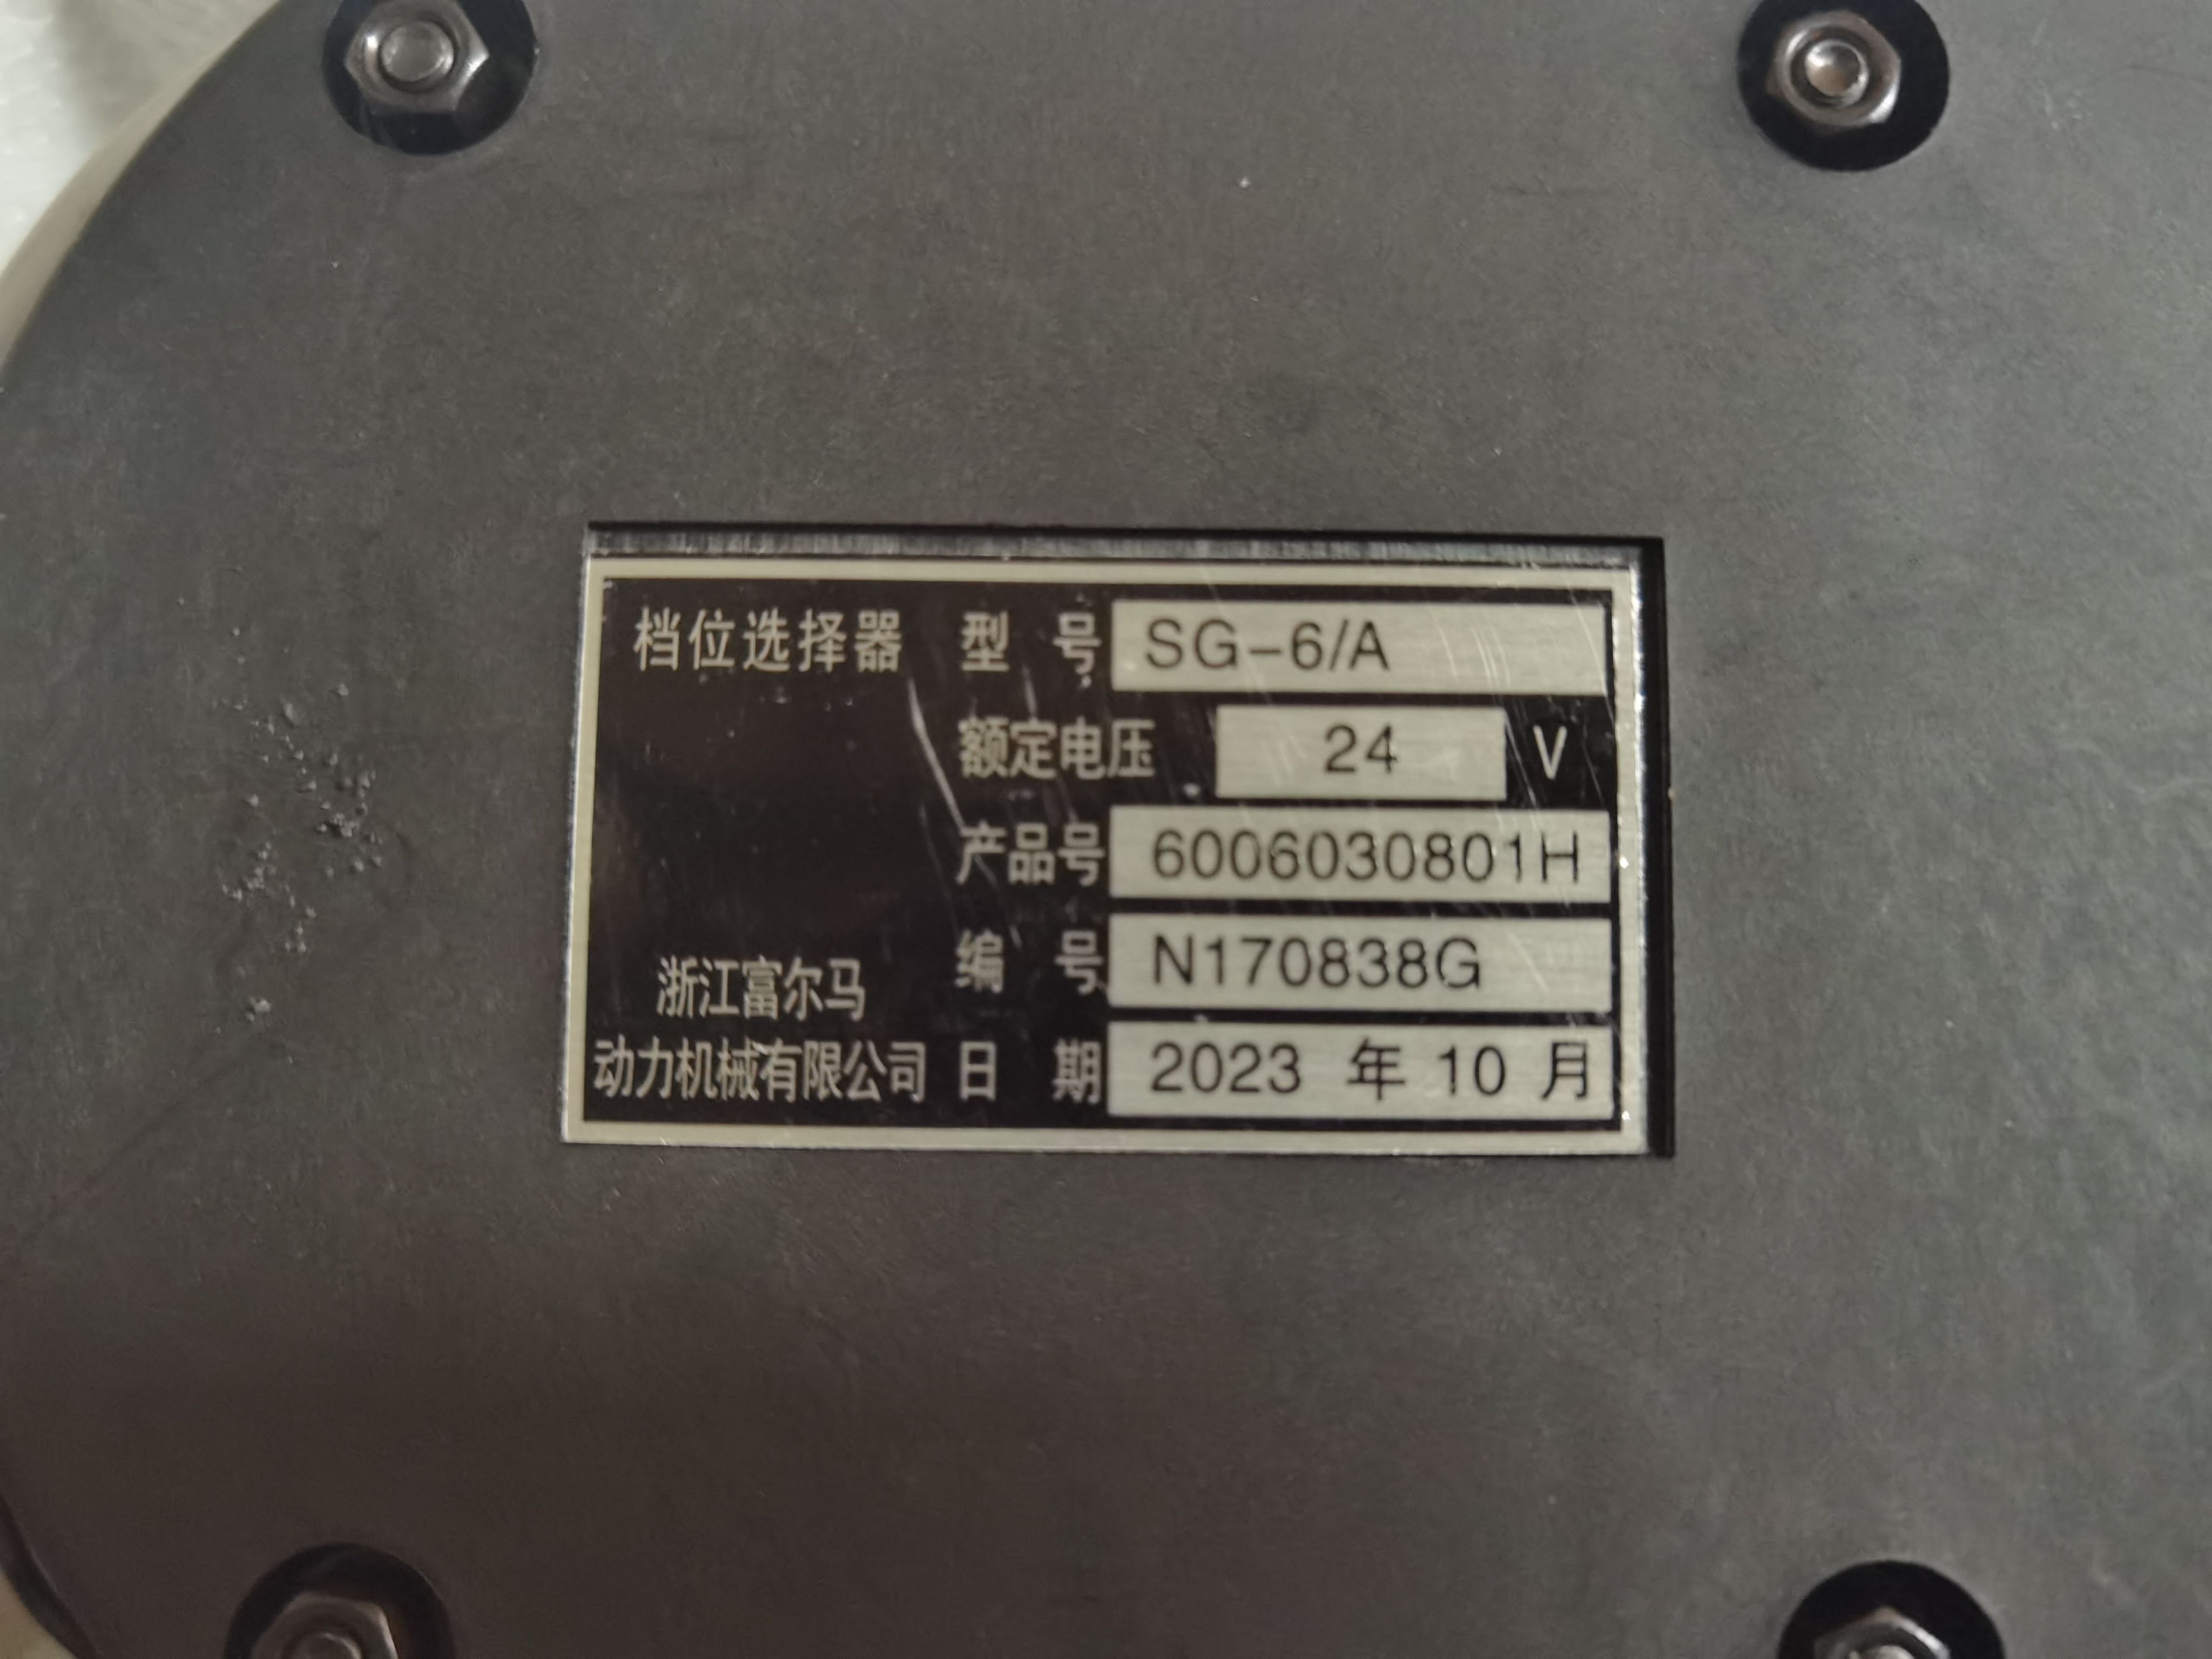 档位选择器 型号 SG-6/A
额定电压 24 V
产品号 6006030801H
编号 N170838G
浙江富尔马
动力机械有限公司 日期 2023 年 10 月